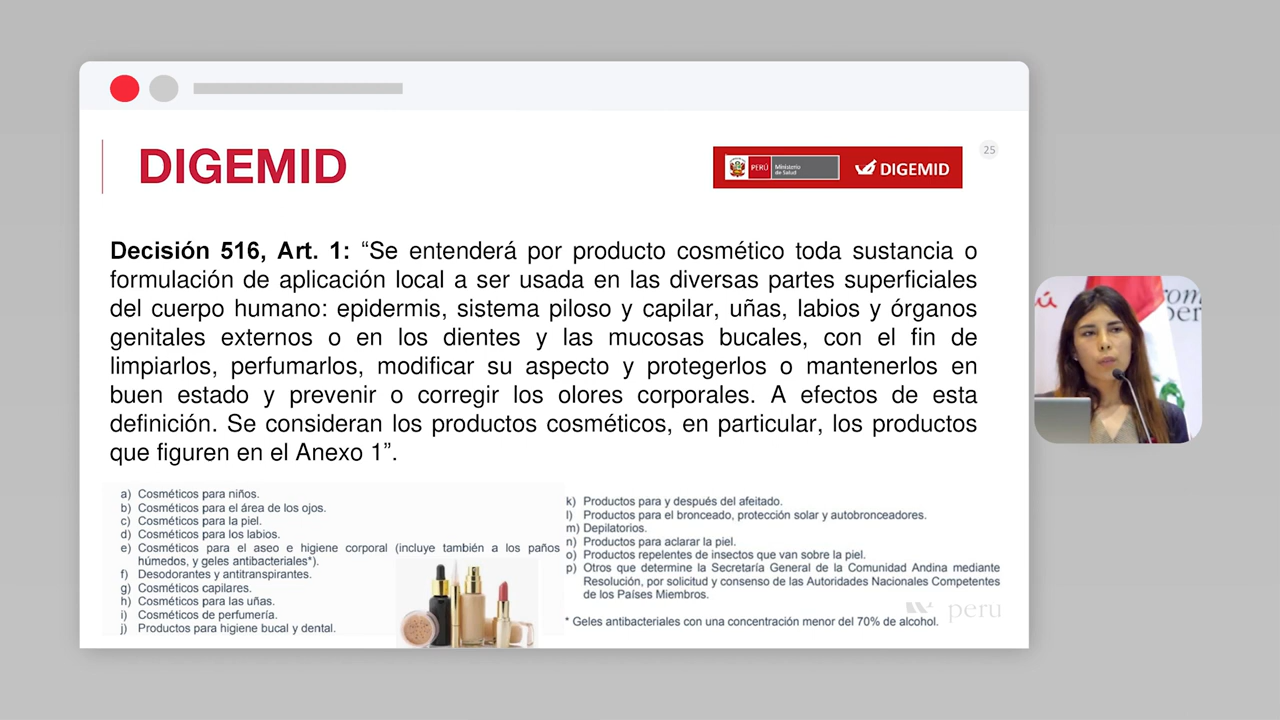 DIGEMID
PERÚ
Ministerio
de Salud
DIGEMID
25
Decisión 516, Art. 1: “Se entenderá por producto cosmético toda sustancia o
formulación de aplicación local a ser usada en las diversas partes superficiales
del cuerpo humano: epidermis, sistema piloso y capilar, uñas, labios y órganos
genitales externos o en los dientes y las mucosas bucales, con el fin de
limpiarlos, perfumarlos, modificar su aspecto y protegerlos o mantenerlos en
buen estado y prevenir o corregir los olores corporales. A efectos de esta
definición. Se consideran los productos cosméticos, en particular, los productos
que figuren en el Anexo 1”.
a) Cosméticos para niños.
b) Cosméticos para el área de los ojos.
c) Cosméticos para la piel.
d) Cosméticos para los labios.
e) Cosméticos para el aseo e higiene corporal (incluye también a los paños
húmedos, y geles antibacteriales*).
f) Desodorantes y antitranspirantes.
g) Cosméticos capilares.
h) Cosméticos para las uñas.
i) Cosméticos de perfumería.
j) Productos para higiene bucal y dental.
k) Productos para y después del afeitado.
l) Productos para el bronceado, protección solar y autobronceadores.
m) Depilatorios.
n) Productos para aclarar la piel.
o) Productos repelentes de insectos que van sobre la piel.
p) Otros que determine la Secretaría General de la Comunidad Andina mediante
Resolución, por solicitud y consenso de las Autoridades Nacionales Competentes
de los Países Miembros.
* Geles antibacteriales con una concentración menor del 70% de alcohol.
peru